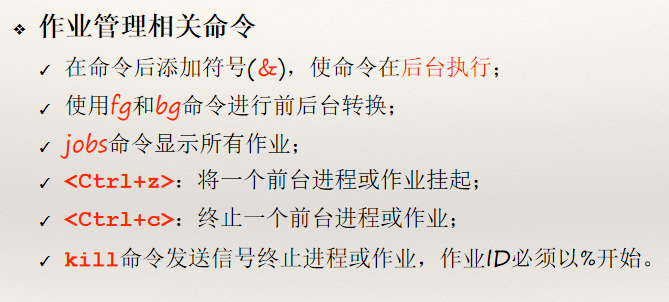 ❖ 作业管理相关命令
✓ 在命令后添加符号(&)，使命令在后台执行；
✓ 使用fg和bg命令进行前后台转换；
✓ jobs命令显示所有作业；
✓ <Ctrl+z>：将一个前台进程或作业挂起；
✓ <Ctrl+c>：终止一个前台进程或作业；
✓ kill命令发送信号终止进程或作业，作业ID必须以%开始。